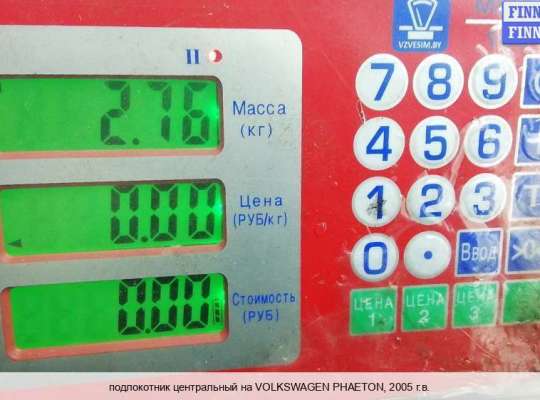 VZVESIM.BY
FINN
FINN
II
2.76
Масса
(кг)
0.00
Цена
(РУБ/кг)
0.00
Стоимость
(РУБ)
7 8 9
4 5 6
1 2 3
0 • Ввод >0
ЦЕНА 1 ЦЕНА 2 ЦЕНА 3
подлокотник центральный на VOLKSWAGEN PHAETON, 2005 г.в.